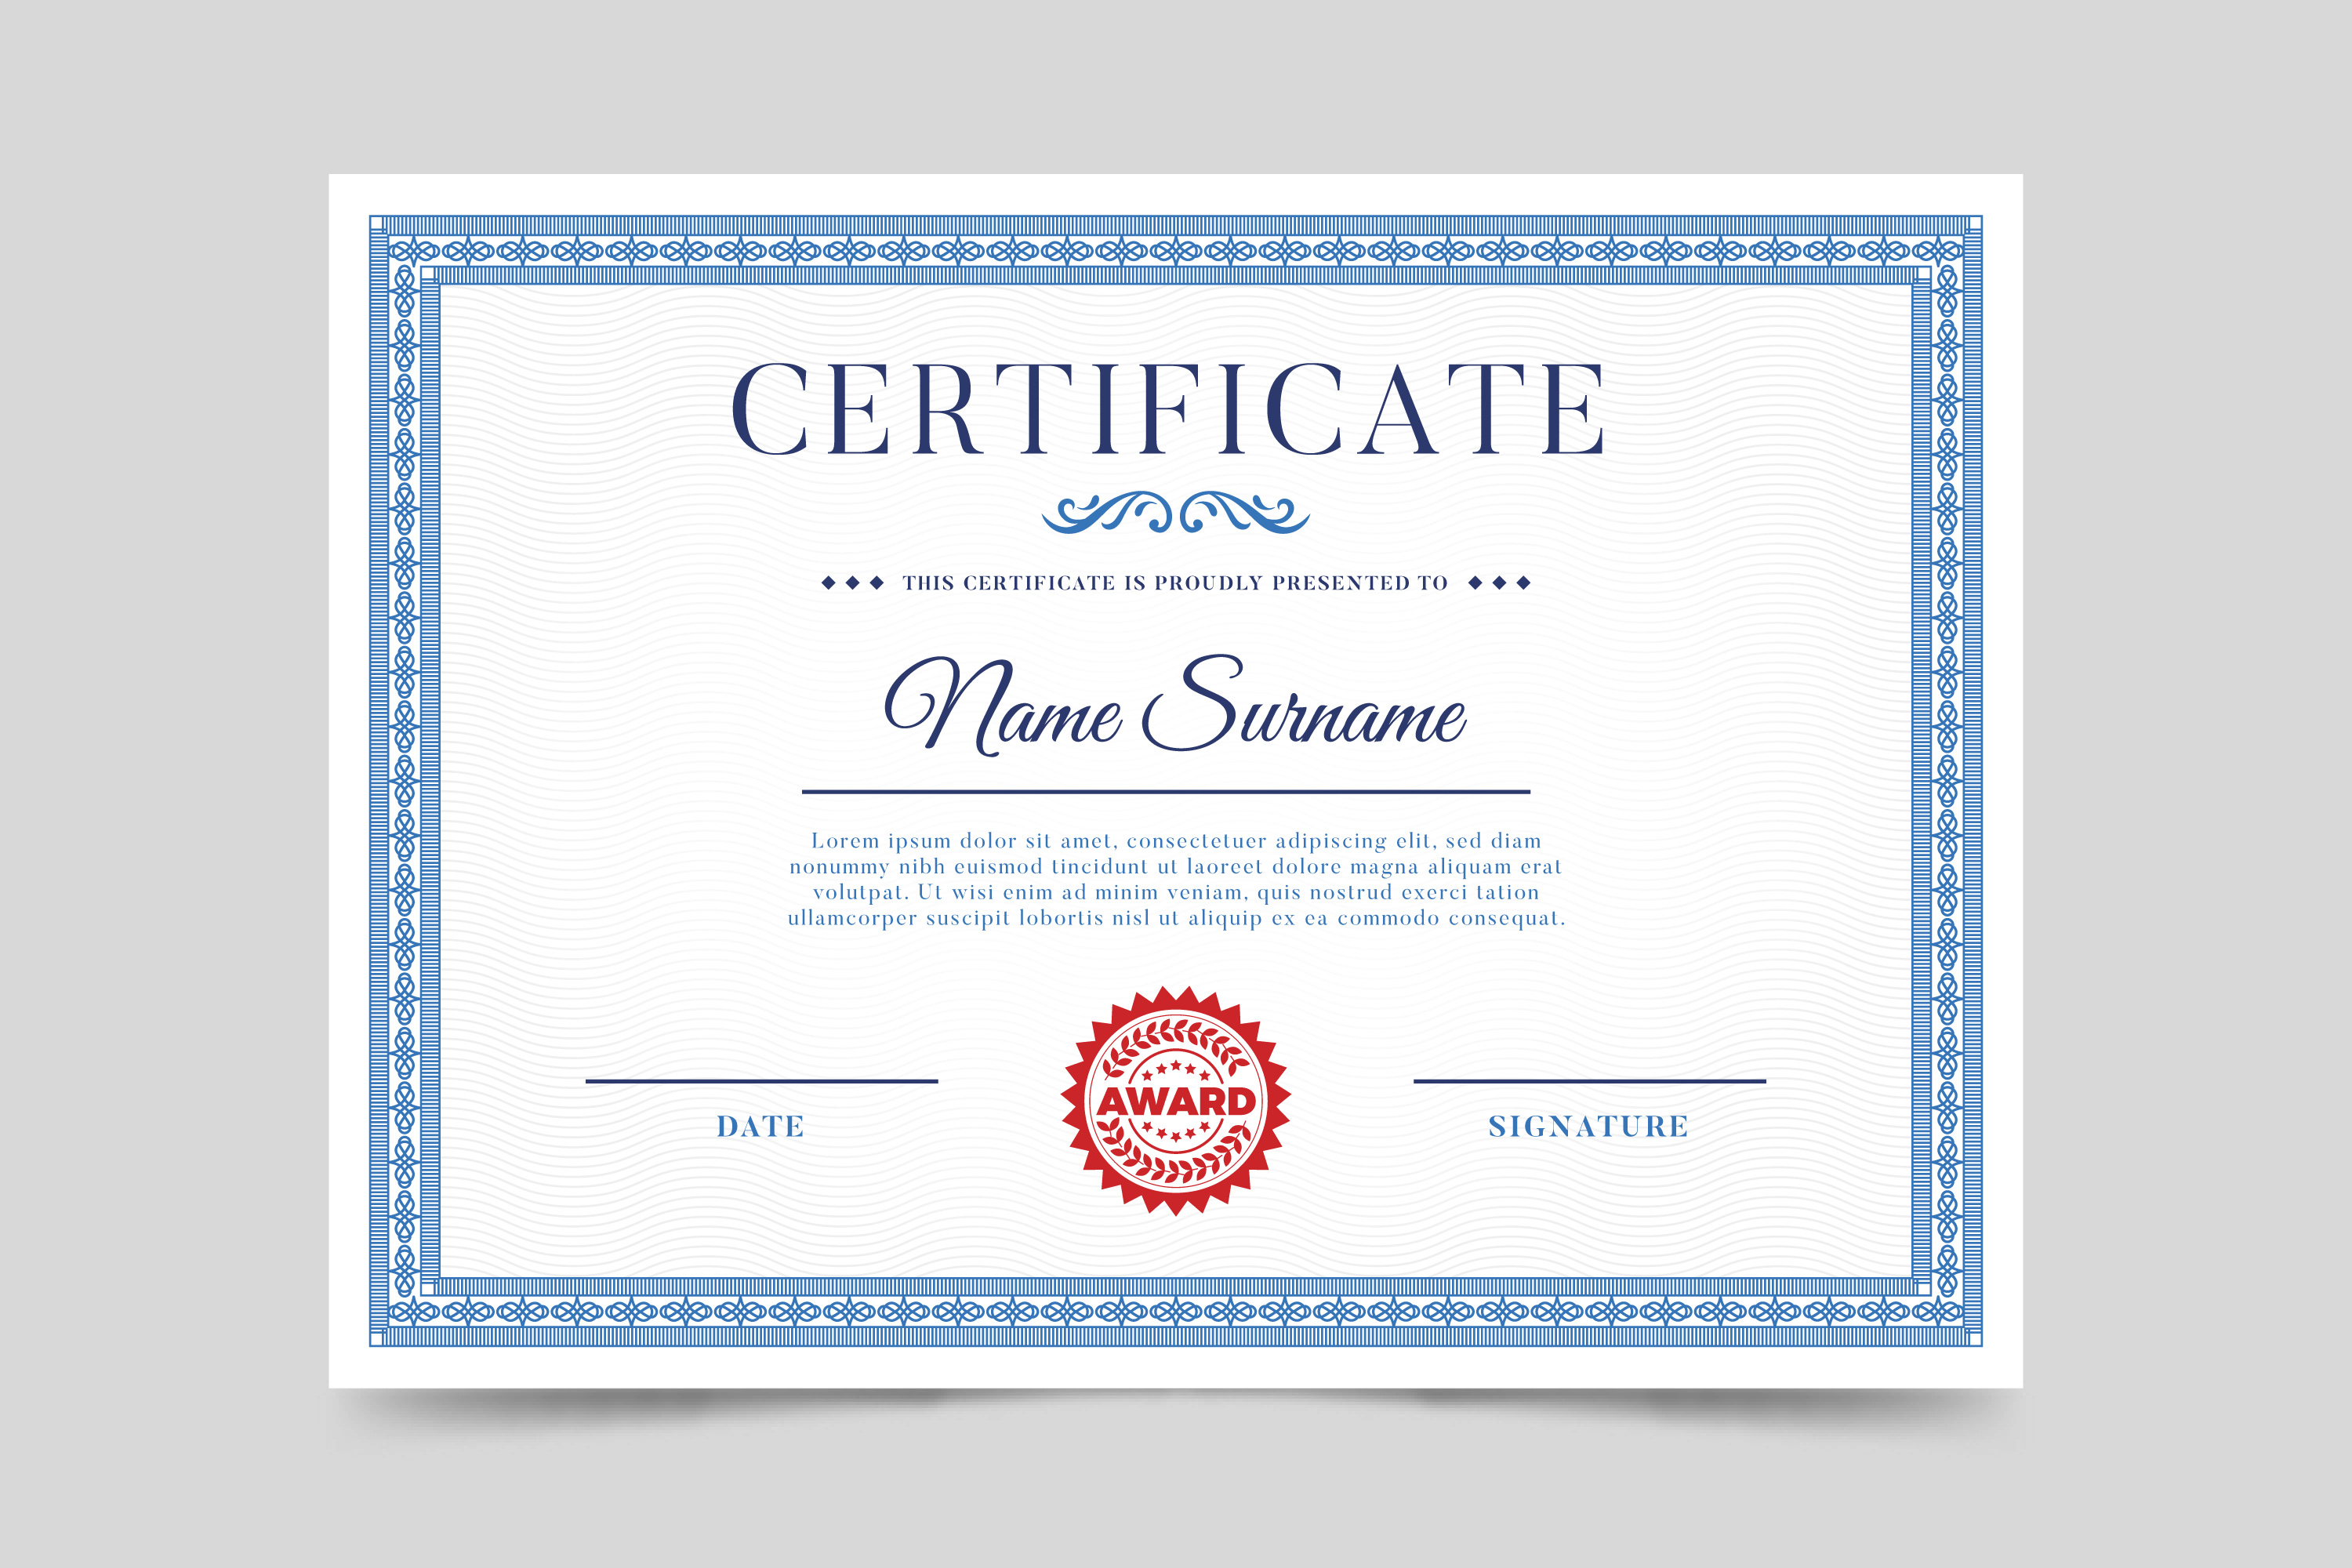 CERTIFICATE
THIS CERTIFICATE IS PROUDLY PRESENTED TO
Name Surname
Lorem ipsum dolor sit amet, consectetuer adipiscing elit, sed diam
nonummy nibh euismod tincidunt ut laoreet dolore magna aliquam erat
volutpat. Ut wisi enim ad minim veniam, quis nostrud exerci tation
ullamcorper suscipit lobortis nisl ut aliquip ex ea commodo consequat.
AWARD
DATE
SIGNATURE